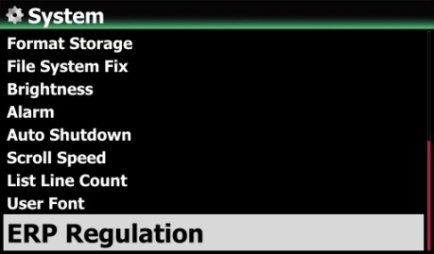 System
Format Storage
File System Fix
Brightness
Alarm
Auto Shutdown
Scroll Speed
List Line Count
User Font
ERP Regulation